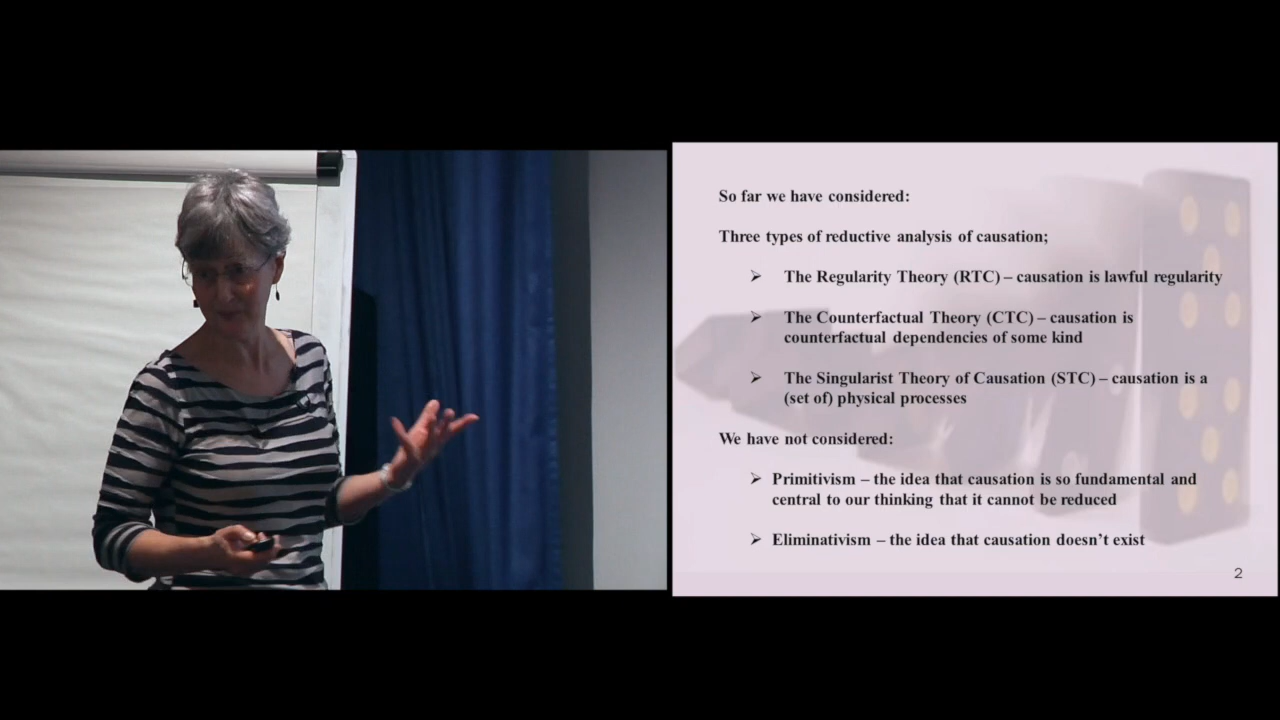 So far we have considered:
Three types of reductive analysis of causation;
➢ The Regularity Theory (RTC) – causation is lawful regularity
➢ The Counterfactual Theory (CTC) – causation is
counterfactual dependencies of some kind
➢ The Singularist Theory of Causation (STC) – causation is a
(set of) physical processes
We have not considered:
➢ Primitivism – the idea that causation is so fundamental and
central to our thinking that it cannot be reduced
➢ Eliminativism – the idea that causation doesn’t exist
2